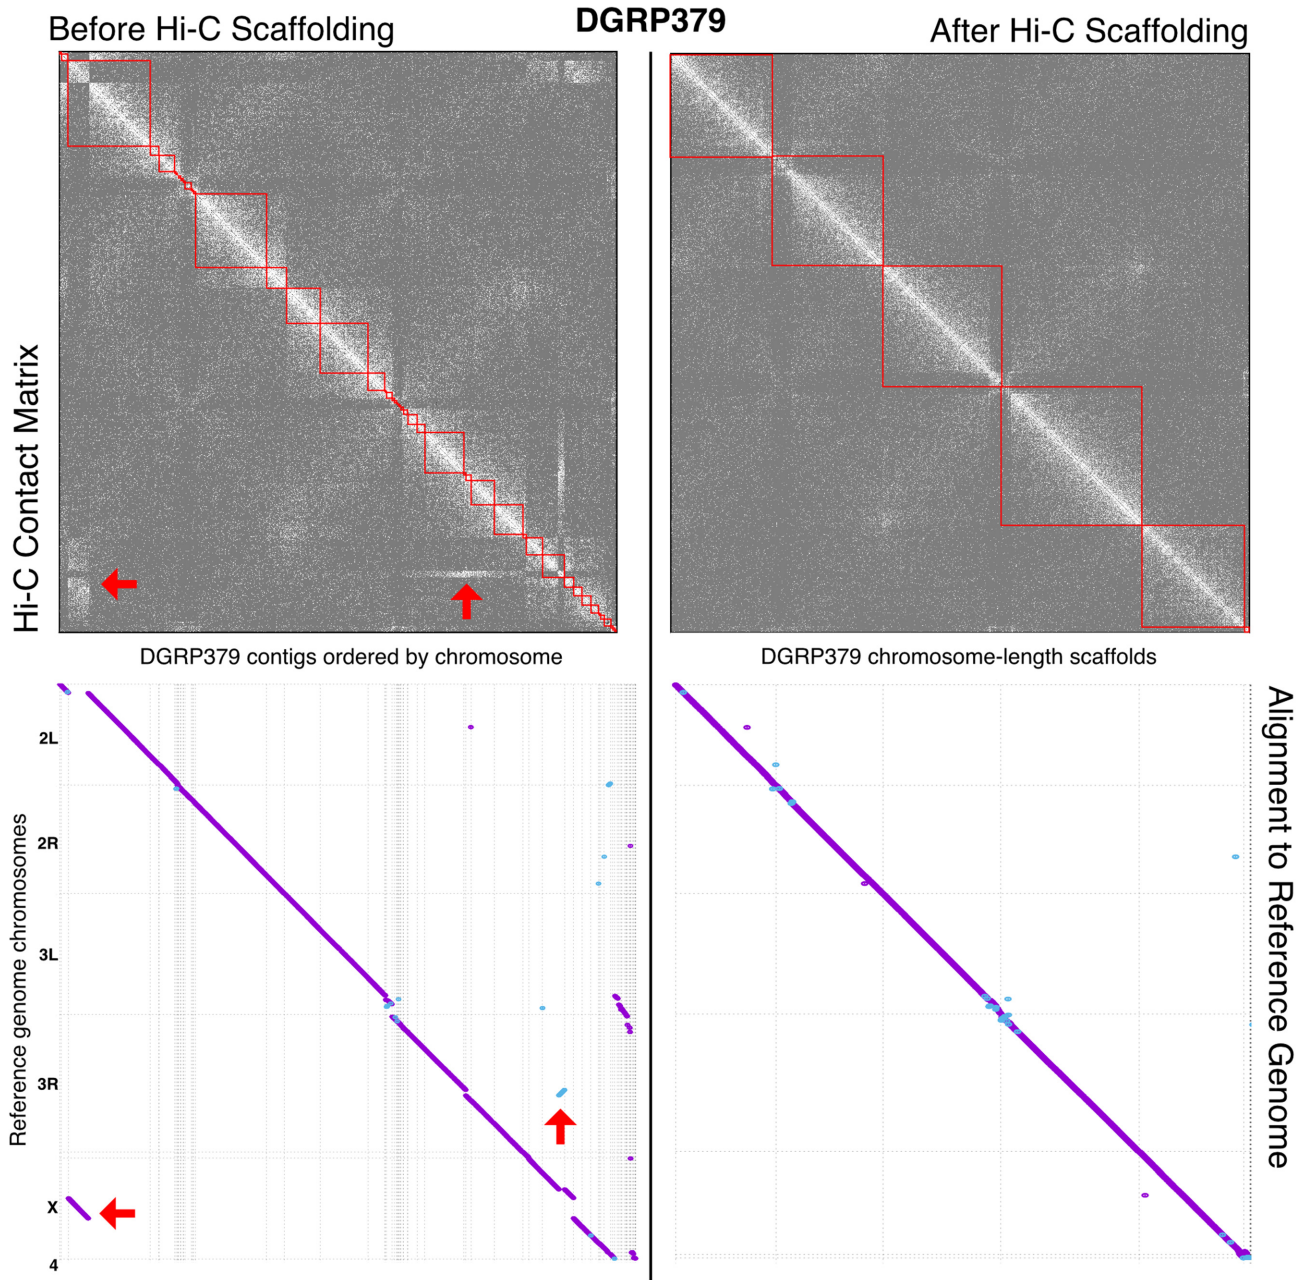 DGRP379
Before Hi-C Scaffolding
After Hi-C Scaffolding
Hi-C Contact Matrix
DGRP379 contigs ordered by chromosome
DGRP379 chromosome-length scaffolds
Reference genome chromosomes
2L
2R
3L
3R
X
4
Alignment to Reference Genome